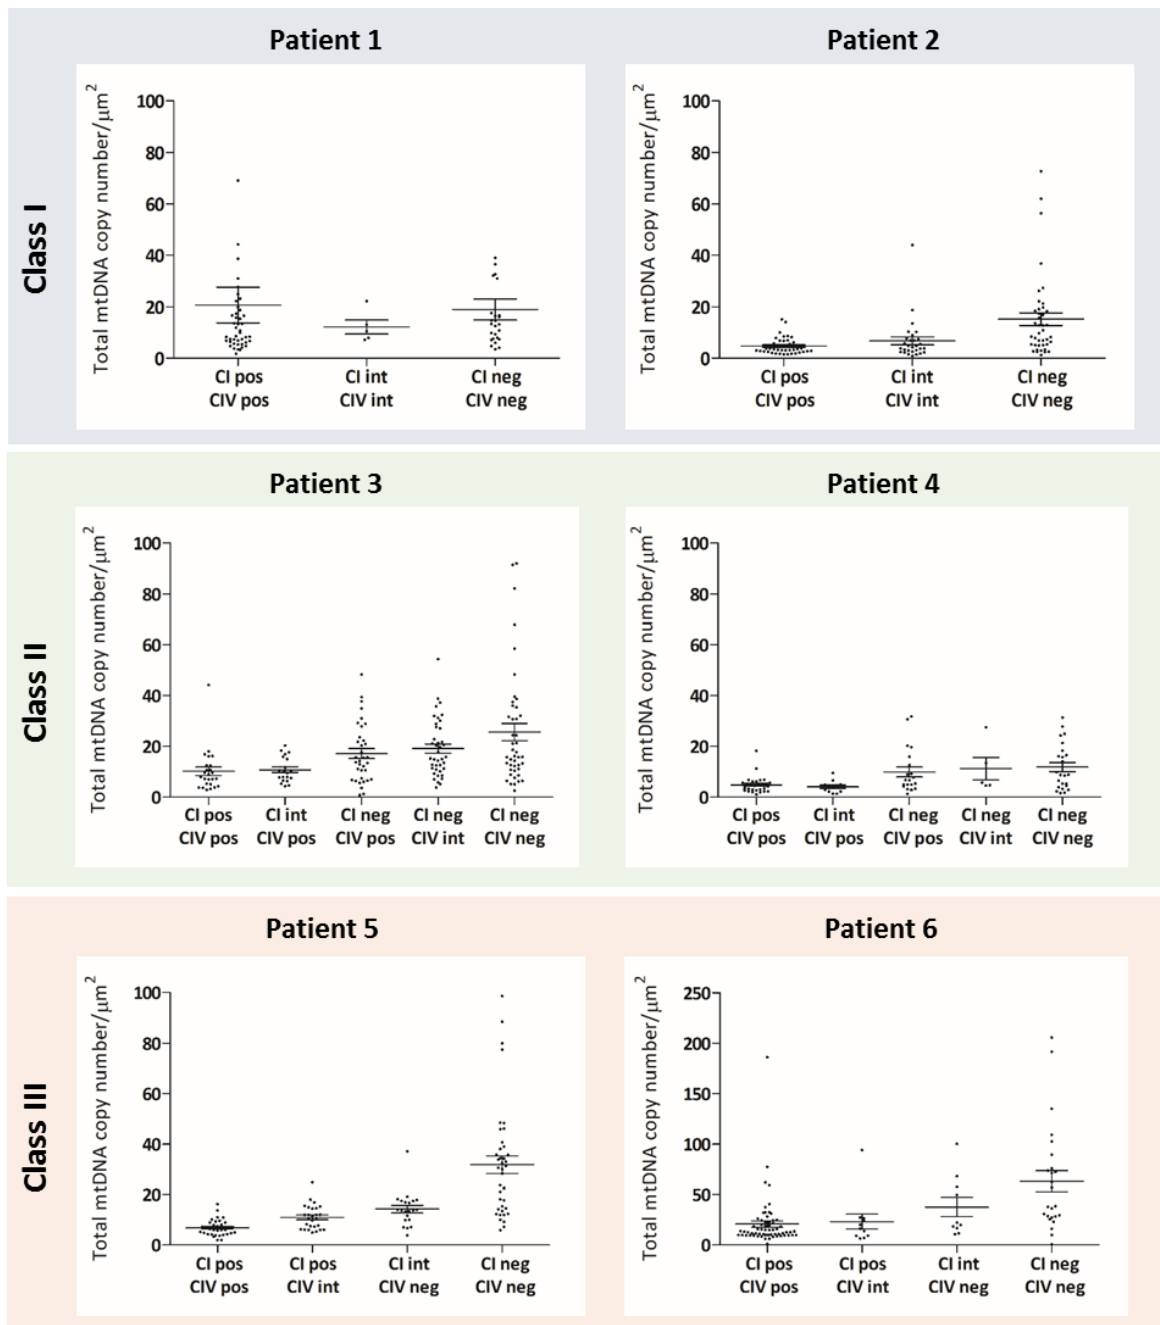 Patient 1
Patient 2
Class I
Total mtDNA copy number/μm²
100
80
60
40
20
0
CI pos CI int CI neg
CIV pos CIV int CIV neg
Total mtDNA copy number/μm²
100
80
60
40
20
0
CI pos CI int CI neg
CIV pos CIV int CIV neg
Patient 3
Patient 4
Class II
Total mtDNA copy number/μm²
100
80
60
40
20
0
CI pos CI int CI neg CI neg CI neg
CIV pos CIV pos CIV pos CIV int CIV neg
Total mtDNA copy number/μm²
100
80
60
40
20
0
CI pos CI int CI neg CI neg CI neg
CIV pos CIV pos CIV pos CIV int CIV neg
Patient 5
Patient 6
Class III
Total mtDNA copy number/μm²
100
80
60
40
20
0
CI pos CI pos CI int CI neg
CIV pos CIV int CIV neg CIV neg
Total mtDNA copy number/μm²
250
200
150
100
50
0
CI pos CI pos CI int CI neg
CIV pos CIV int CIV neg CIV neg